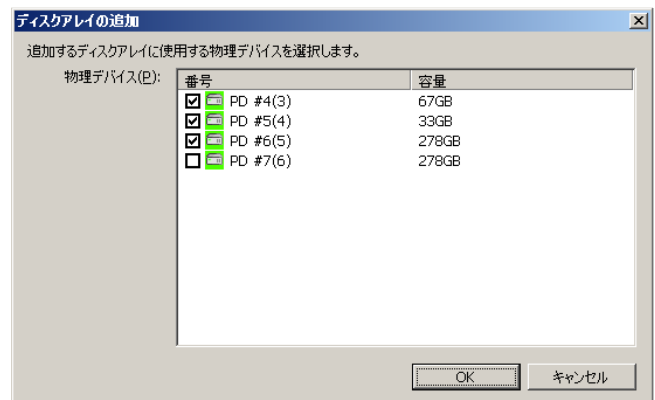 ディスクアレイの追加
追加するディスクアレイに使用する物理デバイスを選択します。
物理デバイス(P):
番号 容量
PD #4(3) 67GB
PD #5(4) 33GB
PD #6(5) 278GB
PD #7(6) 278GB
OK キャンセル